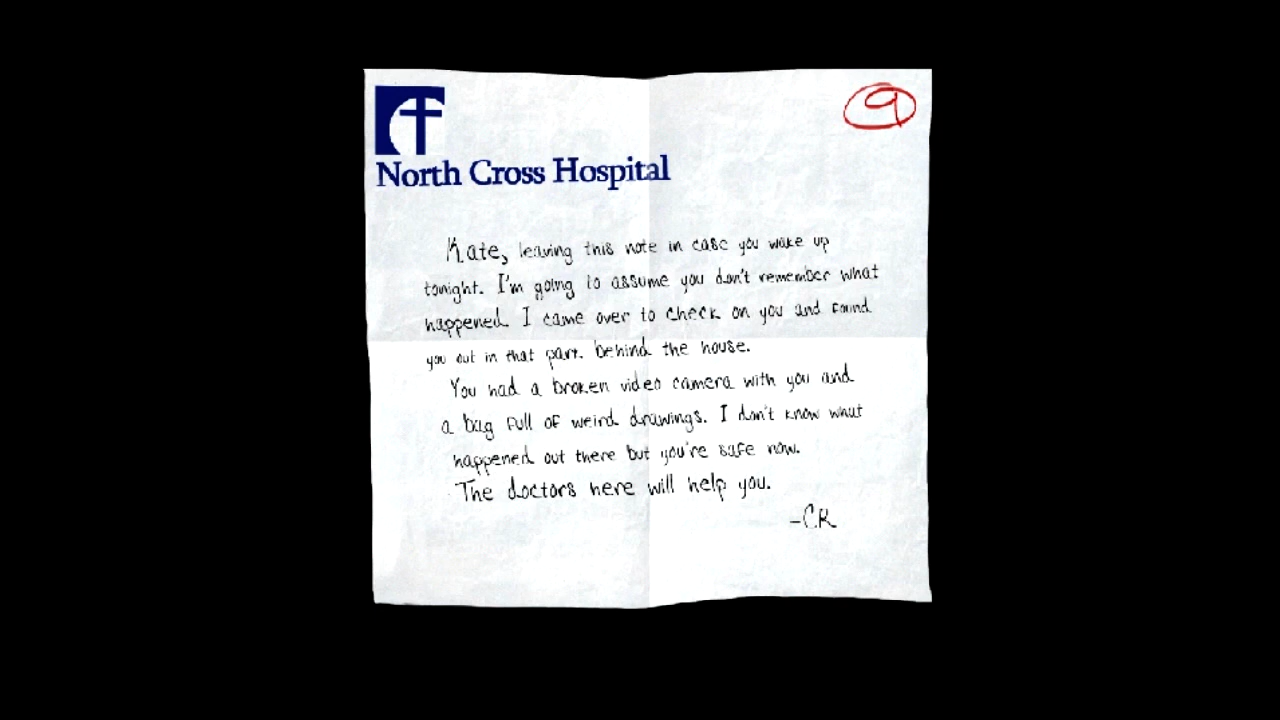 9
North Cross Hospital
Kate, leaving this note in case you wake up
tonight. I'm going to assume you don't remember what
happened. I came over to check on you and found
you out in that park behind the house.
You had a broken video camera with you and
a bag full of weird drawings. I don't know what
happened out there but you're safe now.
The doctors here will help you.
-CR